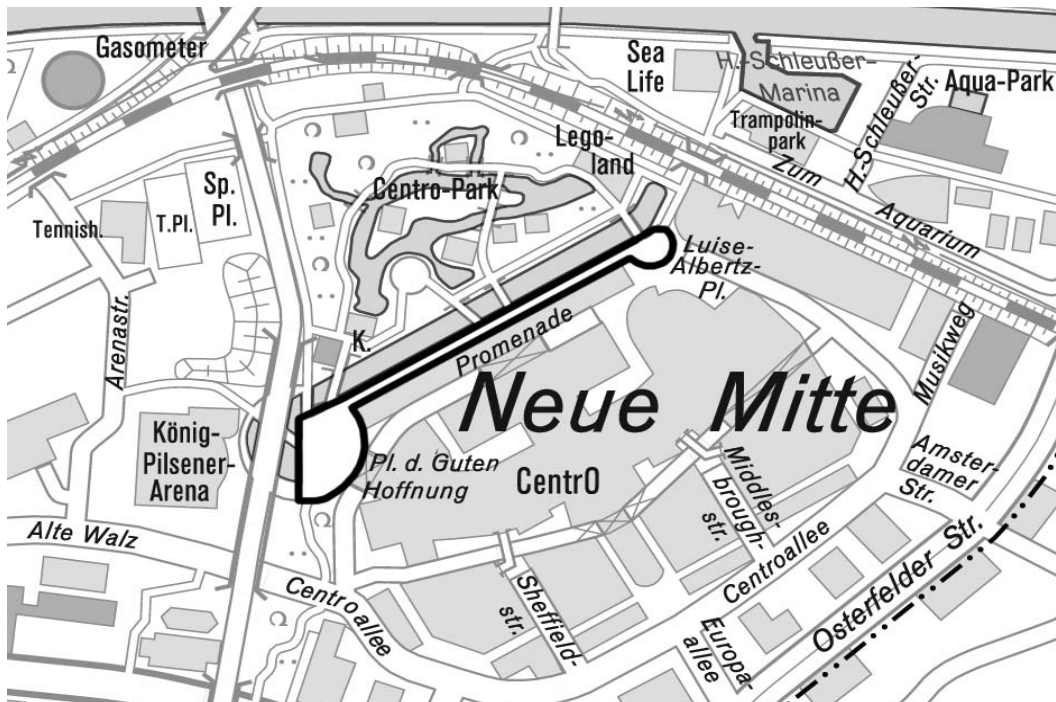 Gasometer
Sea
Life
H.-Schleußer-
Marina
H.-Schleußer-
Str.
Aqua-Park
Trampolin-
park
Zum
Aquarium
Lego-
land
Centro-Park
Sp.
Pl.
T.Pl.
Tennish.
Luise-
Albertz-
Pl.
Arenastr.
K.
Promenade
Musikweg
Neue Mitte
König-
Pilsener-
Arena
Pl. d. Guten
Hoffnung
CentrO
Middles-
brough-
str.
Amster-
damer
Str.
Alte Walz
Centroallee
Centroallee
Osterfelder Str.
Sheffield-
str.
Europa-
allee